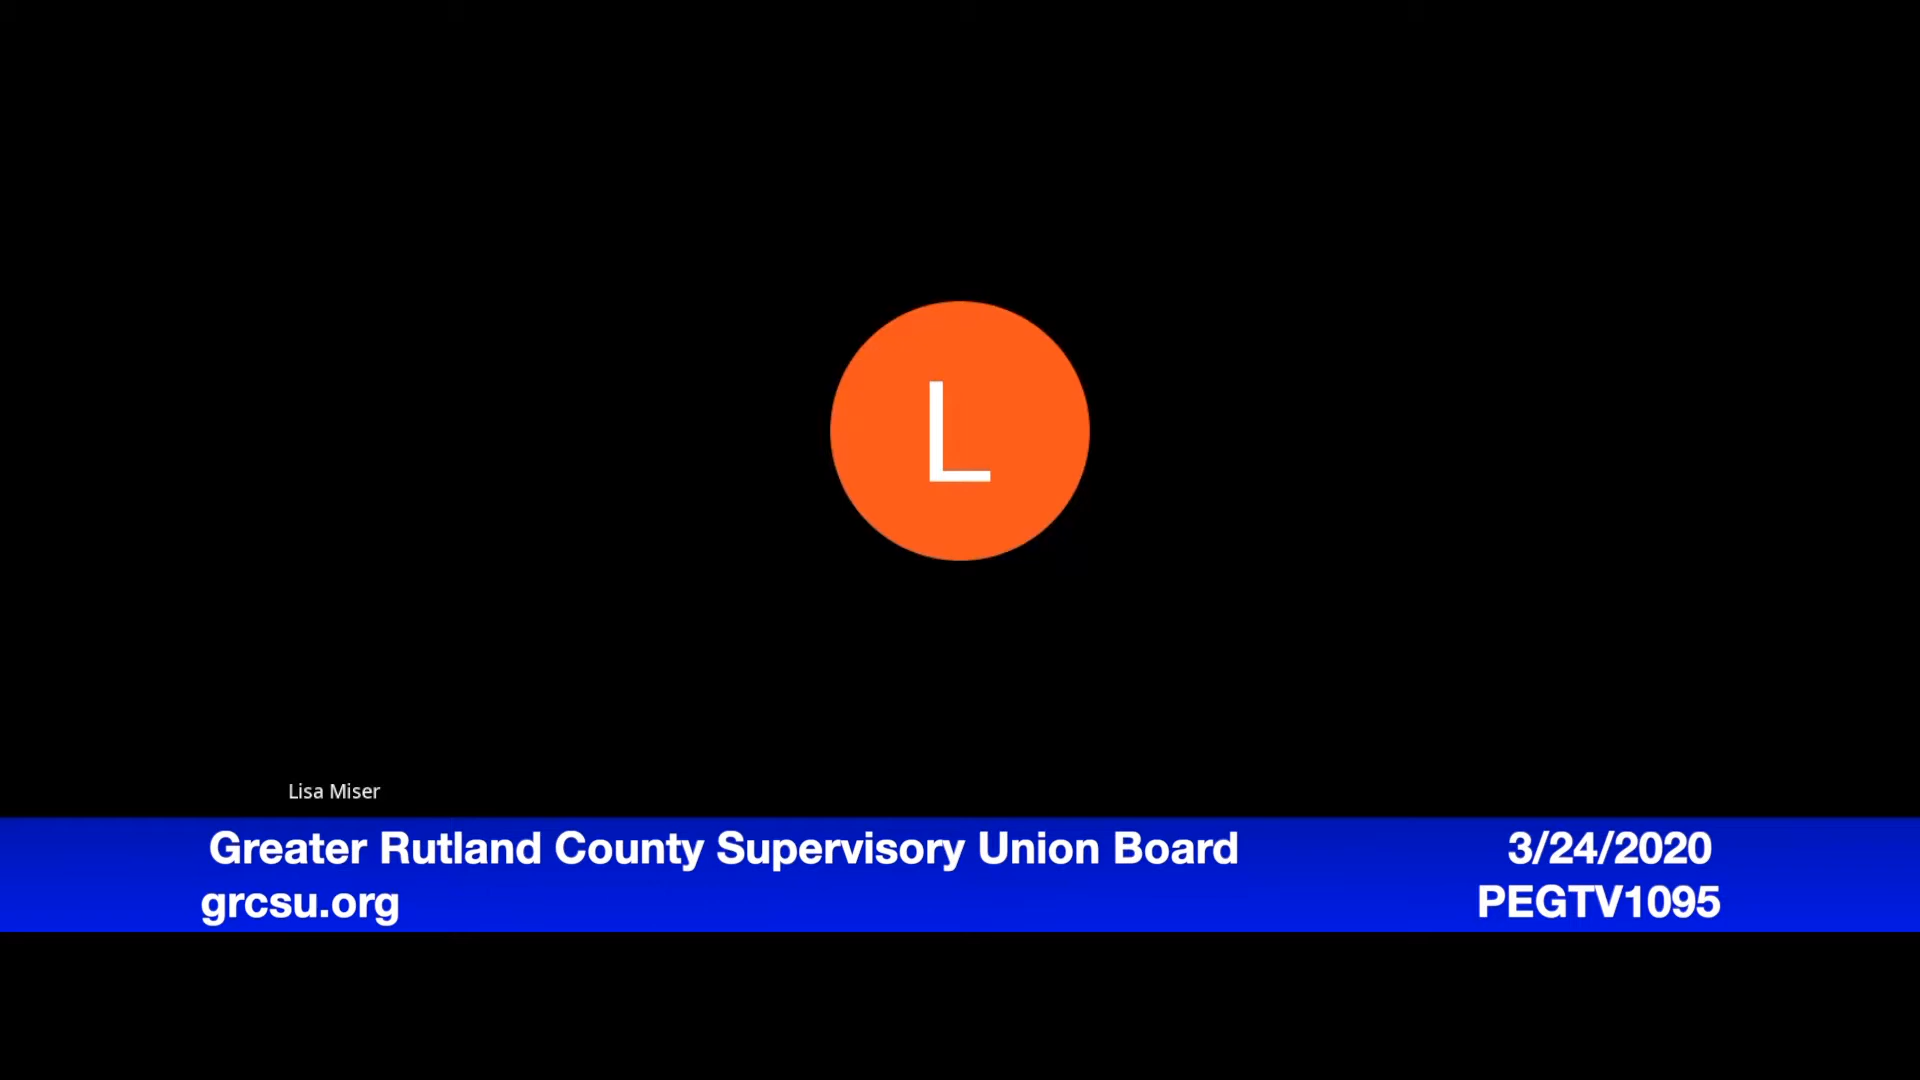 L
Lisa Miser
Greater Rutland County Supervisory Union Board
3/24/2020
grcsu.org
PEGTV1095